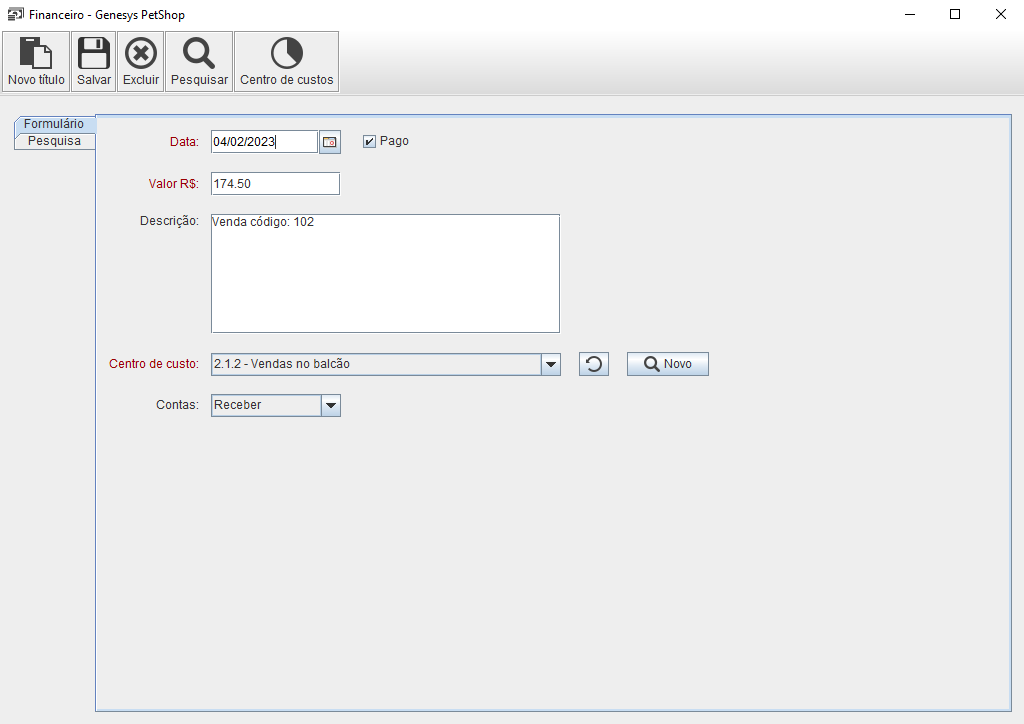 Financeiro - Genesys PetShop
Novo título Salvar Excluir Pesquisar Centro de custos
Formulário
Pesquisa
Data: 04/02/2023 Pago
Valor R$: 174.50
Descrição: Venda código: 102
Centro de custo: 2.1.2 - Vendas no balcão Novo
Contas: Receber